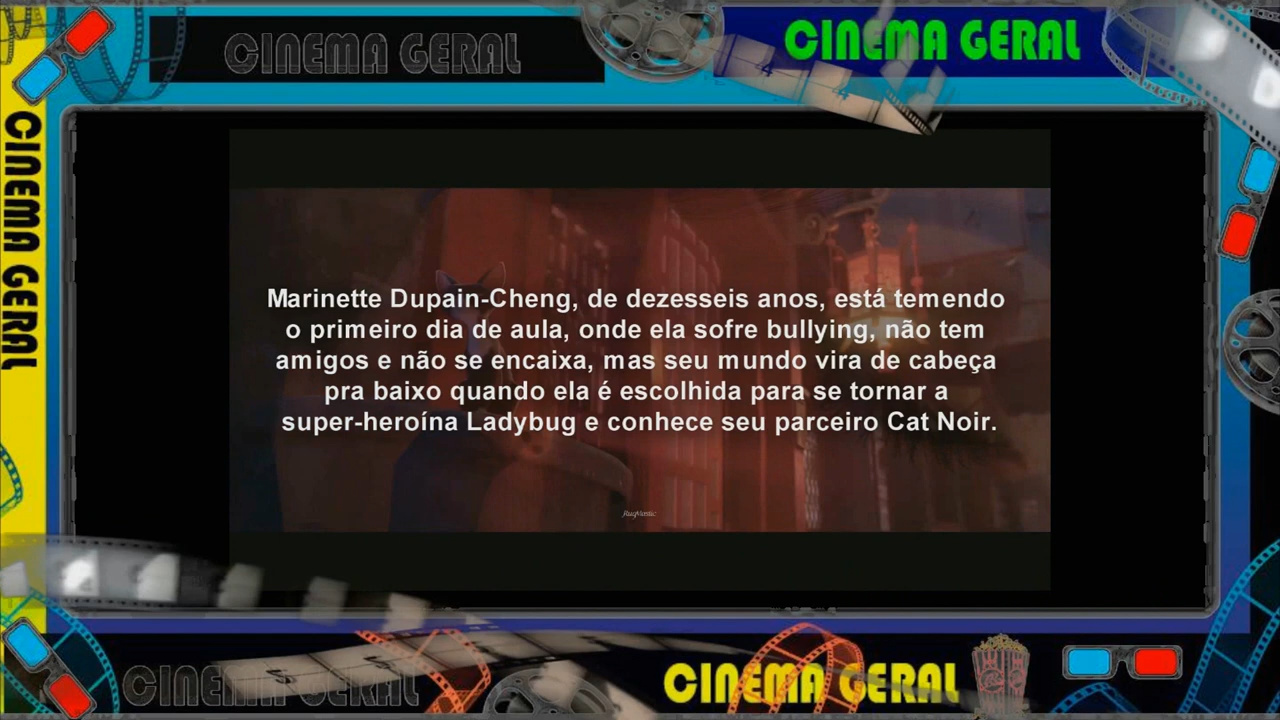 CINEMA GERAL
CINEMA GERAL
CINEMA GERAL
Marinette Dupain-Cheng, de dezesseis anos, está temendo
o primeiro dia de aula, onde ela sofre bullying, não tem
amigos e não se encaixa, mas seu mundo vira de cabeça
pra baixo quando ela é escolhida para se tornar a
super-heroína Ladybug e conhece seu parceiro Cat Noir.
CINEMA GERAL
CINEMA GERAL